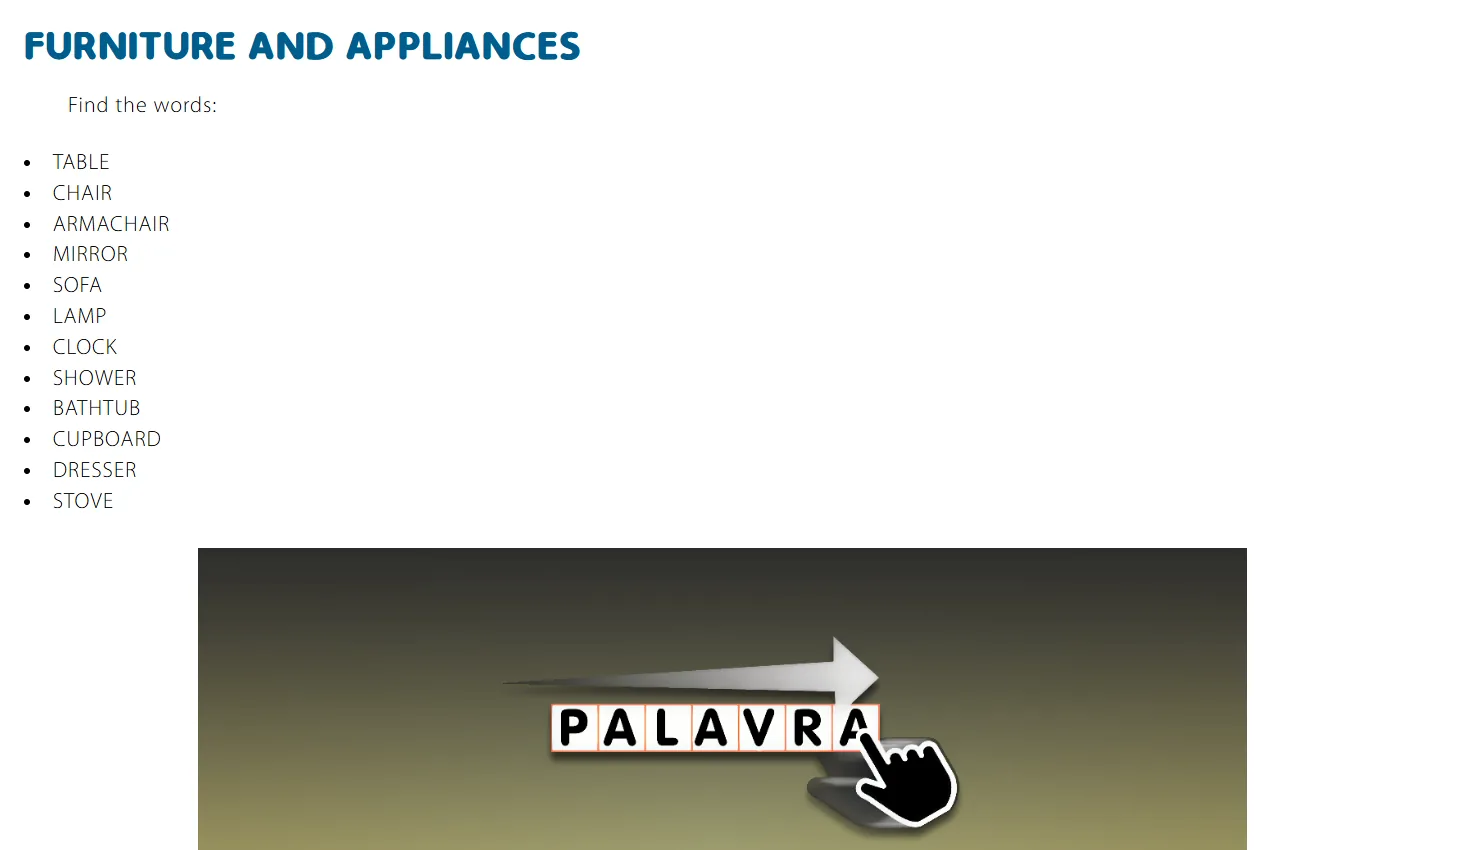 FURNITURE AND APPLIANCES
Find the words:
• TABLE
• CHAIR
• ARMACHAIR
• MIRROR
• SOFA
• LAMP
• CLOCK
• SHOWER
• BATHTUB
• CUPBOARD
• DRESSER
• STOVE
PALAVRA